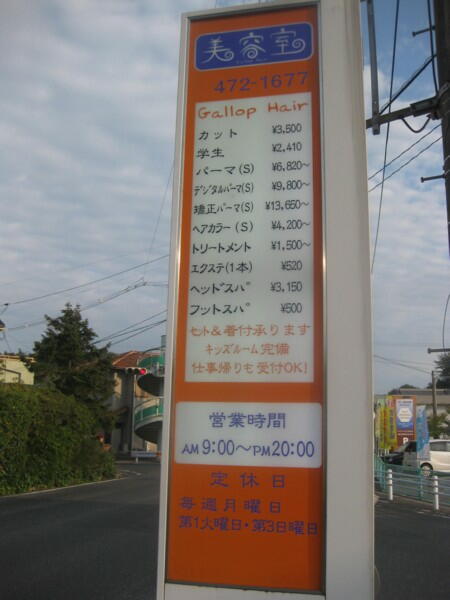 美容室
472-1677
Gallop Hair
カット ¥3,500
学生 ¥2,410
パーマ(S) ¥6,820～
デジタルパーマ(S) ¥9,800～
矯正パーマ(S) ¥13,650～
ヘアカラー(S) ¥4,200～
トリートメント ¥1,500～
エクステ(1本) ¥520
ヘッドスパ ¥3,150
フットスパ ¥500
セット&着付承ります
キッズルーム完備
仕事帰りも受付OK!
営業時間
AM 9:00～PM 20:00
定休日
毎週月曜日
第1火曜日・第3日曜日